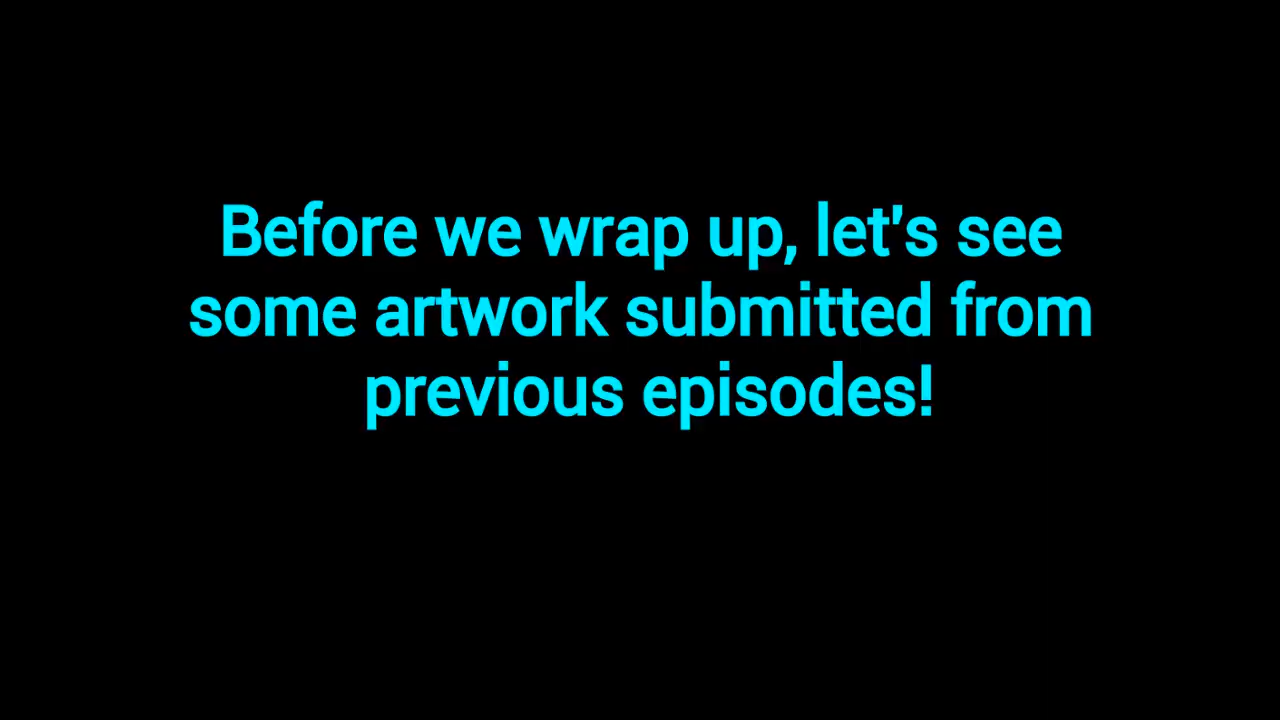 Before we wrap up, let's see
some artwork submitted from
previous episodes!